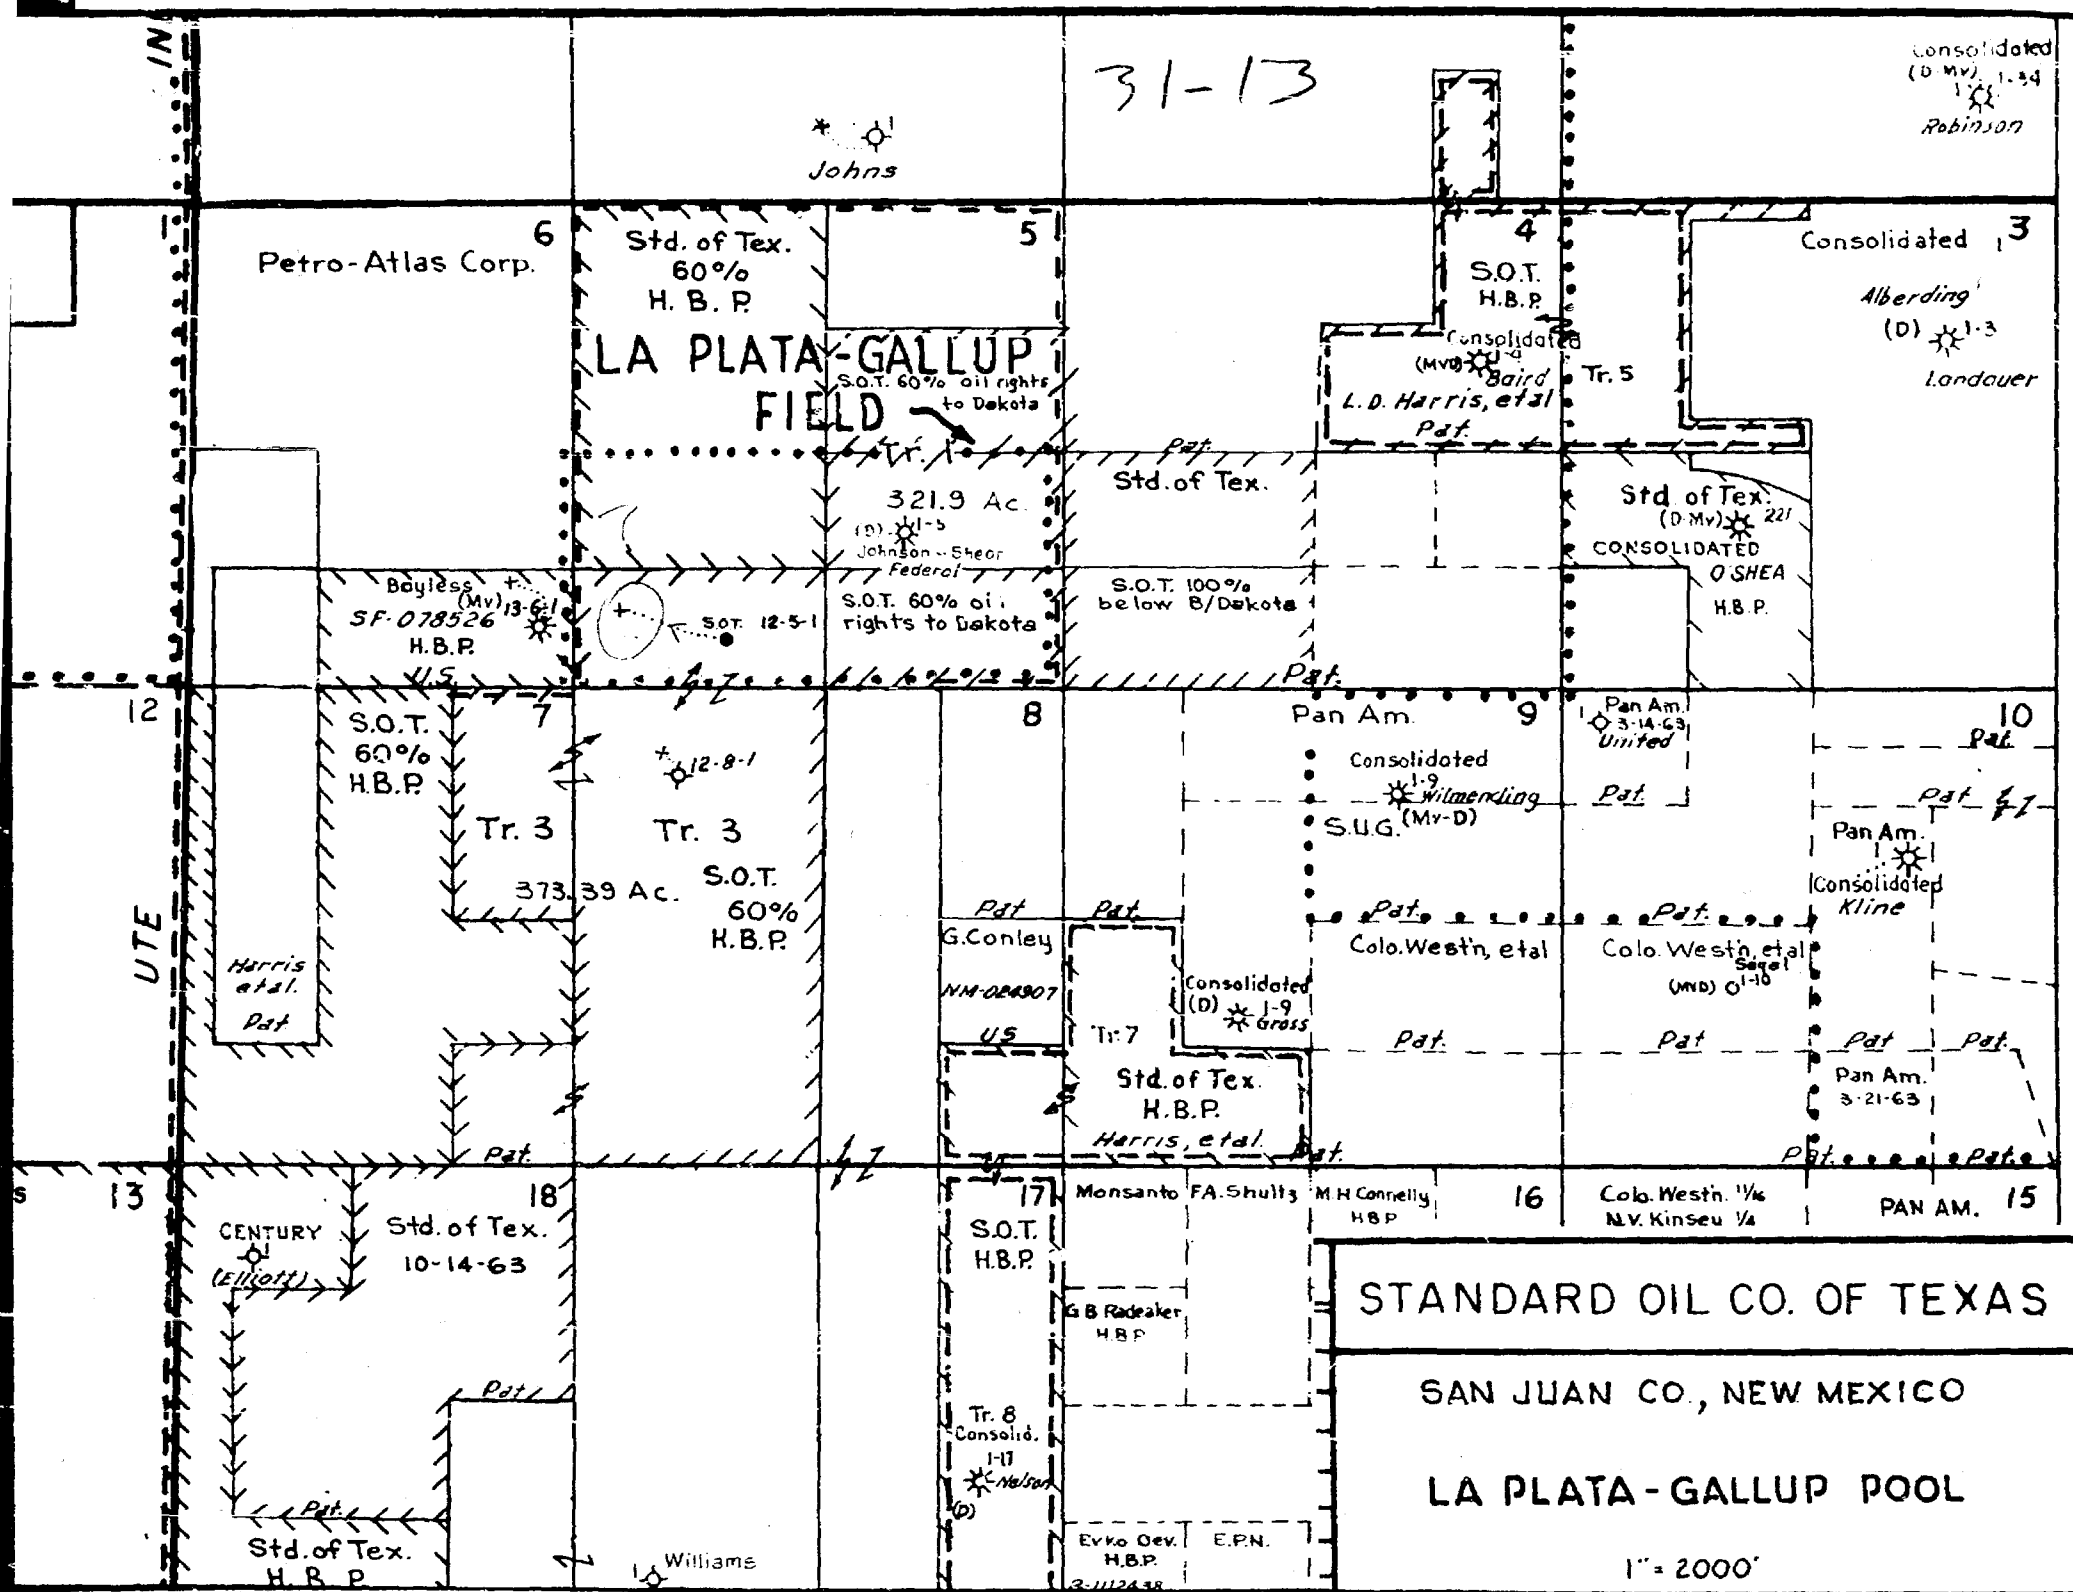 IN
31-13
Consolidated
(D-Mv) 1-34
Robinson
1
Johns
6
Petro-Atlas Corp.
Std. of Tex.
60%
H. B. P.
5
4
S.O.T.
H.B.P.
Consolidated
3
Alberding
(D) 1-3
Landauer
LA PLATA-GALLUP
FIELD
S.O.T. 60% oil rights
to Dakota
Consolidated
1-4
(MVD)
Baird
L.D. Harris, etal
Pat.
Tr. 5
Tr. 1
321.9 Ac.
(D) 1-5
Johnson-Shear
Federal
S.O.T. 60% oil
rights to Dakota
Pat.
Std. of Tex.
S.O.T. 100%
below B/Dakota
Pat.
Std. of Tex.
(D-Mv) 221
CONSOLIDATED
O'SHEA
H.B.P.
Bayless
(Mv) 13-6-1
SF-078526
H.B.P.
U.S.
S.O.T. 12-5-1
12
S.O.T.
60%
H.B.P.
7
Tr. 3
12-8-1
Tr. 3
373.39 Ac.
S.O.T.
60%
H.B.P.
8
Pan Am.
9
Consolidated
1-9
Wilmerding
(Mv-D)
S.U.G.
1
Pan Am.
3-14-63
United
Pat.
10
Pat.
Pat
Pan Am.
1
Consolidated
Kline
UTE
Harris
etal.
Pat
Pat
G.Conley
NM-024907
US
Pat.
Tr. 7
Consolidated
(D) 1-9
Gross
Pat.
Colo. West'n, etal
Pat.
Colo. West'n, etal
Segal
(MVD) 1-10
Pat.
Pat
Pat
Pat.
Std. of Tex.
H.B.P.
Harris, etal.
Pan Am.
3-21-63
Pat.
Pat.
Pat.
Pat.
s
13
18
17
Monsanto
F.A. Shultz
M.H Connelly
HBP
16
Colo. West'n. 11/16
N.V. Kinseu 1/4
PAN AM.
15
CENTURY
1
(Elliott)
Std. of Tex.
10-14-63
S.O.T.
H.B.P.
G B Radeaker
H.B.P
STANDARD OIL CO. OF TEXAS
SAN JUAN CO., NEW MEXICO
LA PLATA-GALLUP POOL
1" = 2000'
Pat
Pat.
Std. of Tex.
H. B. P.
1
Williams
Tr. 8
Consolid.
1-17
Nelson
(D)
H.B.P.
E.P.N.